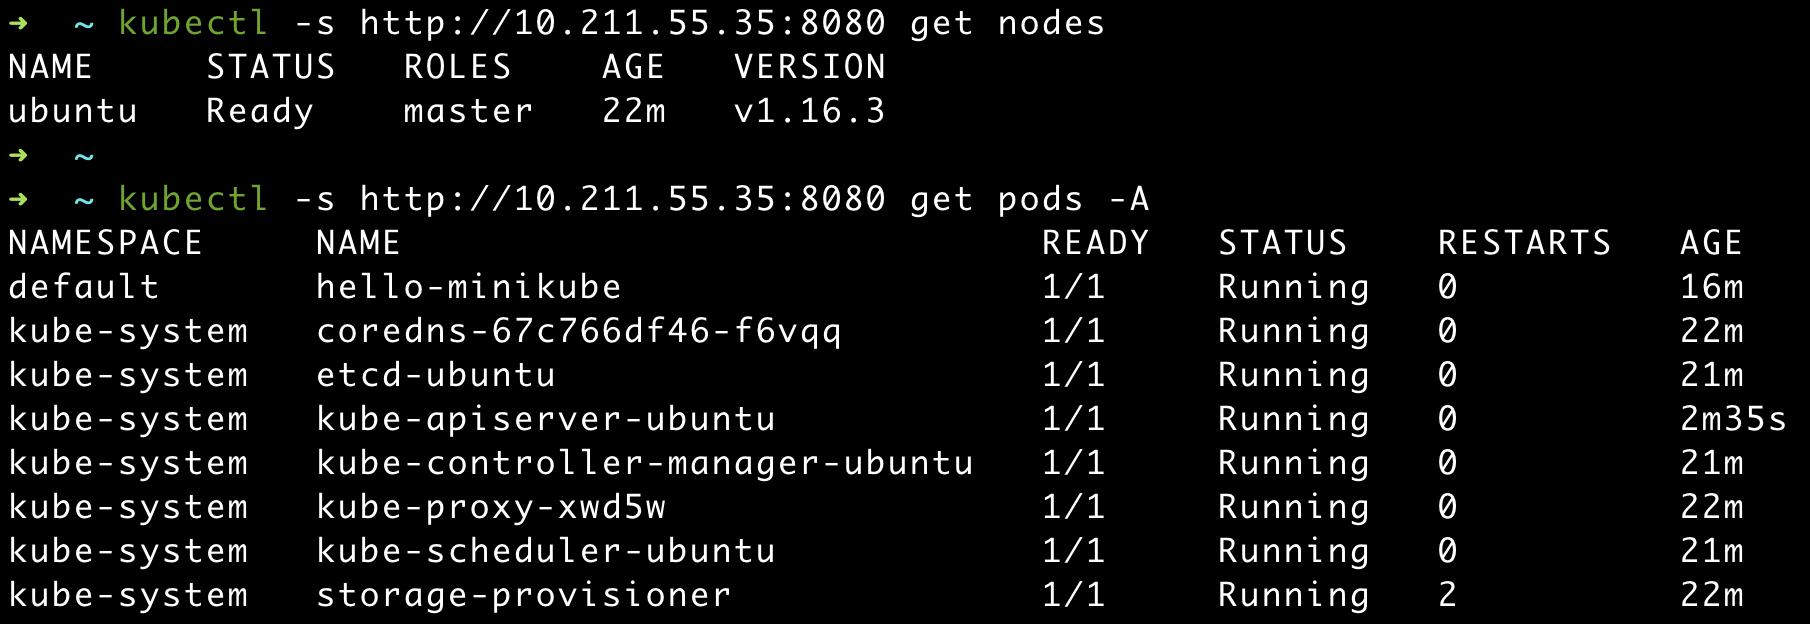 ➜  ~ kubectl -s http://10.211.55.35:8080 get nodes
NAME     STATUS   ROLES    AGE   VERSION
ubuntu   Ready    master   22m   v1.16.3
➜  ~
➜  ~ kubectl -s http://10.211.55.35:8080 get pods -A
NAMESPACE     NAME                             READY   STATUS    RESTARTS   AGE
default       hello-minikube                   1/1     Running   0          16m
kube-system   coredns-67c766df46-f6vqq         1/1     Running   0          22m
kube-system   etcd-ubuntu                      1/1     Running   0          21m
kube-system   kube-apiserver-ubuntu            1/1     Running   0          2m35s
kube-system   kube-controller-manager-ubuntu   1/1     Running   0          21m
kube-system   kube-proxy-xwd5w                 1/1     Running   0          22m
kube-system   kube-scheduler-ubuntu            1/1     Running   0          21m
kube-system   storage-provisioner              1/1     Running   2          22m